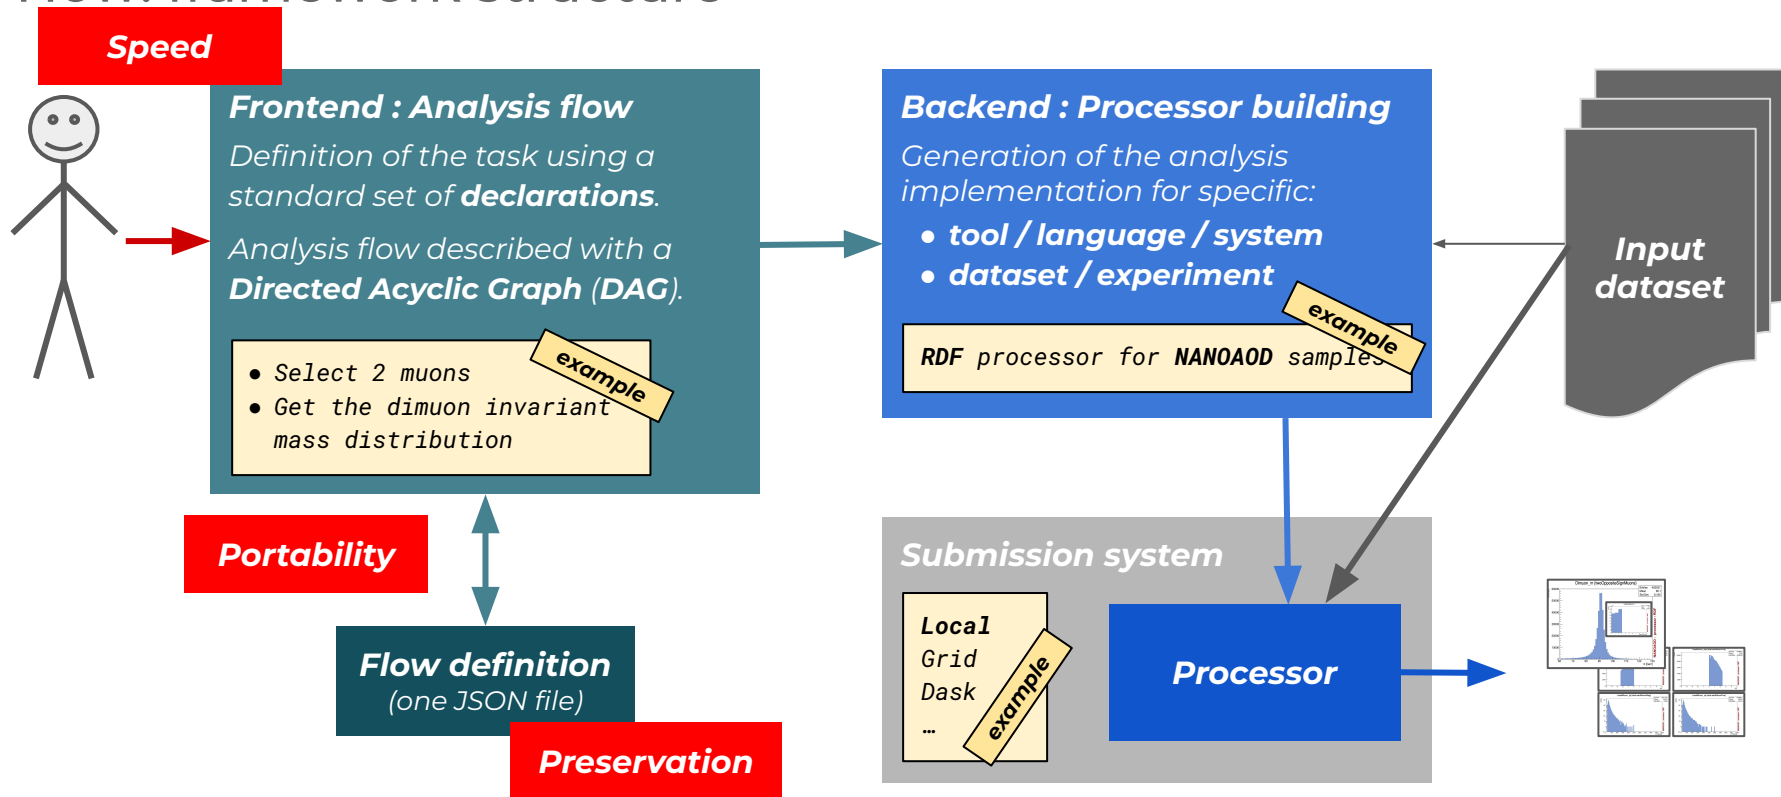 How: framework structure
Speed
Frontend : Analysis flow
Definition of the task using a
standard set of declarations.
Analysis flow described with a
Directed Acyclic Graph (DAG).
example
● Select 2 muons
● Get the dimuon invariant
mass distribution
Portability
Flow definition
(one JSON file)
Preservation
Backend : Processor building
Generation of the analysis
implementation for specific:
● tool / language / system
● dataset / experiment
example
RDF processor for NANOAOD samples
Input
dataset
Submission system
Local
Grid
Dask
…
example
Processor